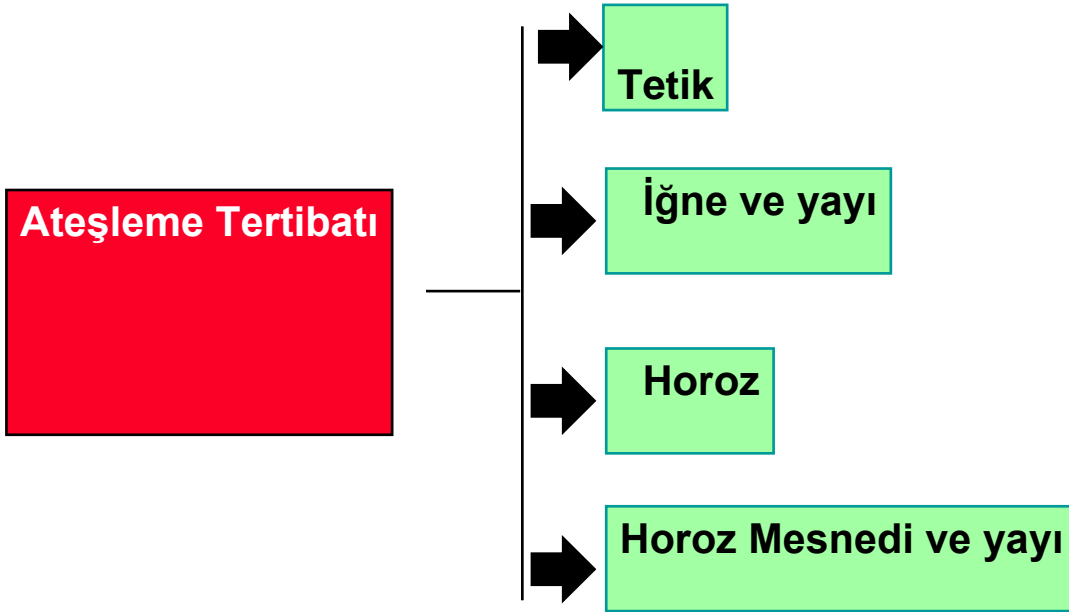 Tetik
İğne ve yayı
Ateşleme Tertibatı
Horoz
Horoz Mesnedi ve yayı